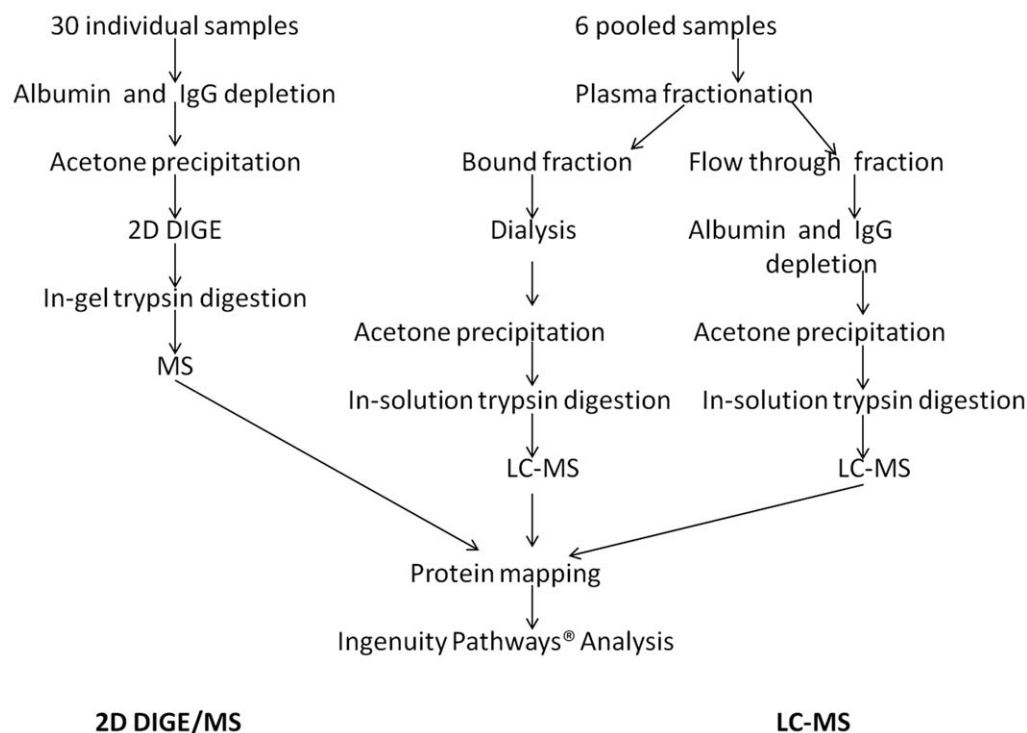 30 individual samples
Albumin and IgG depletion
Acetone precipitation
2D DIGE
In-gel trypsin digestion
MS
6 pooled samples
Plasma fractionation
Bound fraction
Dialysis
Acetone precipitation
In-solution trypsin digestion
LC-MS
Flow through fraction
Albumin and IgG
depletion
Acetone precipitation
In-solution trypsin digestion
LC-MS
Protein mapping
Ingenuity Pathways® Analysis
2D DIGE/MS
LC-MS